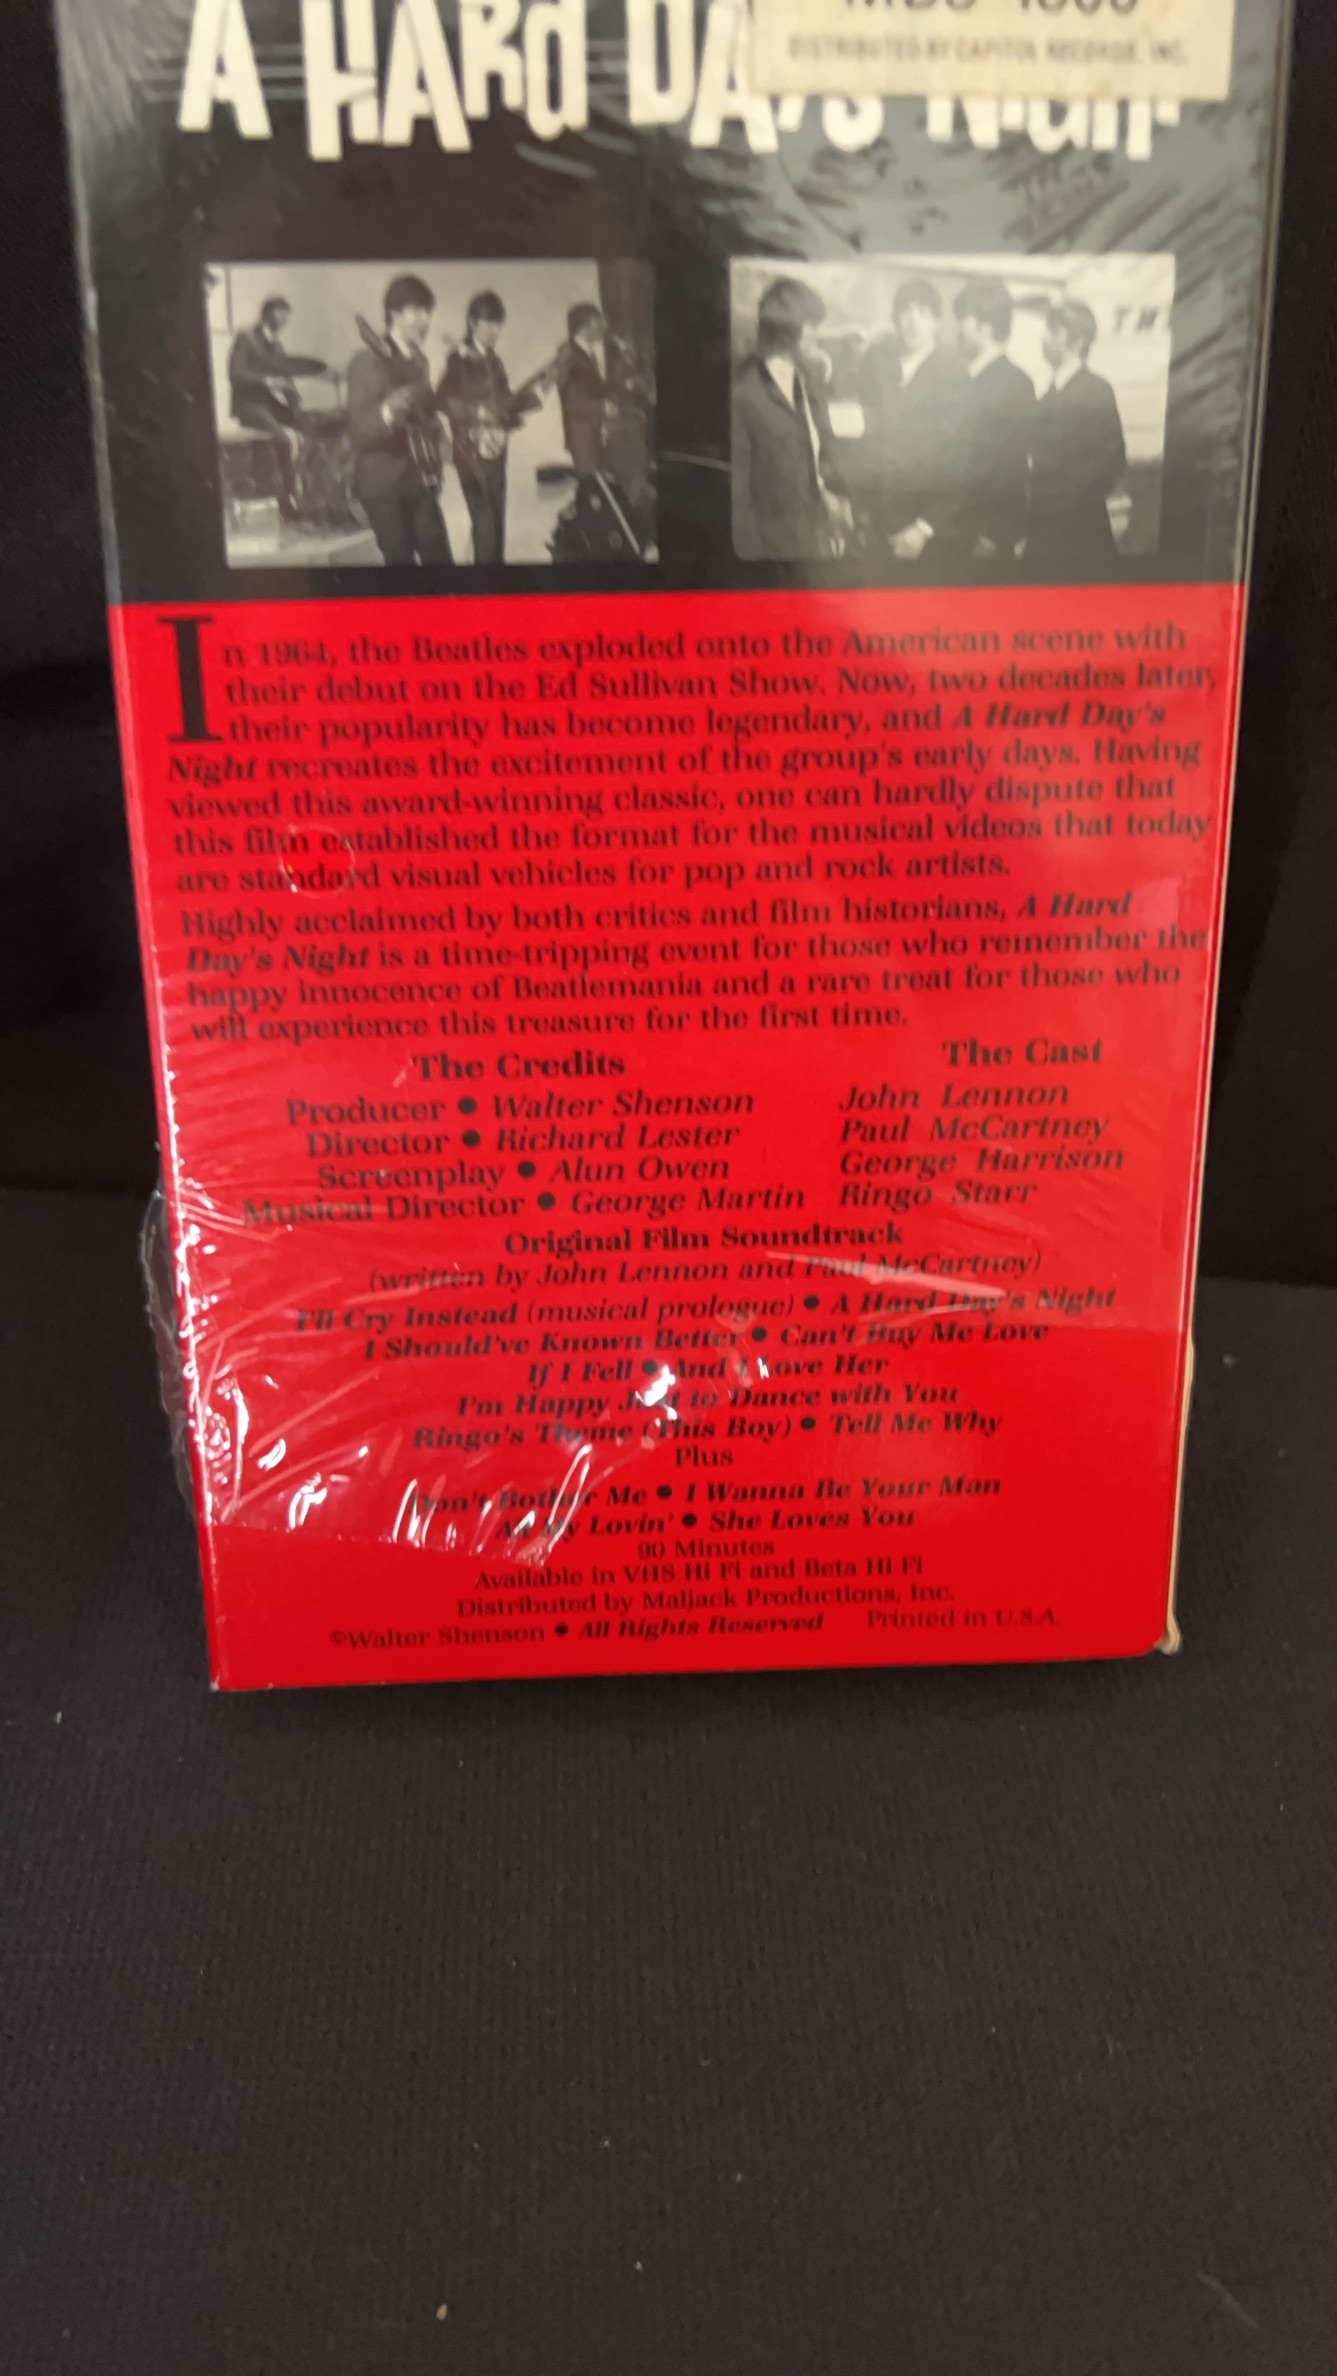 DISTRIBUTED BY CAPITOL RECORDS, INC.
A HARD DAY'S NIGHT
TH
In 1964, the Beatles exploded onto the American scene with
their debut on the Ed Sullivan Show. Now, two decades later,
their popularity has become legendary, and A Hard Day's
Night recreates the excitement of the group's early days. Having
viewed this award-winning classic, one can hardly dispute that
this film established the format for the musical videos that today
are standard visual vehicles for pop and rock artists.
Highly acclaimed by both critics and film historians, A Hard
Day's Night is a time-tripping event for those who remember the
happy innocence of Beatlemania and a rare treat for those who
will experience this treasure for the first time.
The Credits
Producer • Walter Shenson
Director • Richard Lester
Screenplay • Alun Owen
Musical Director • George Martin
The Cast
John Lennon
Paul McCartney
George Harrison
Ringo Starr
Original Film Soundtrack
(written by John Lennon and Paul McCartney)
I'll Cry Instead (musical prologue) • A Hard Day's Night
I Should've Known Better • Can't Buy Me Love
If I Fell • And I Love Her
I'm Happy Just to Dance with You
Ringo's Theme (This Boy) • Tell Me Why
Plus
Don't Bother Me • I Wanna Be Your Man
All My Lovin' • She Loves You
90 Minutes
Available in VHS Hi Fi and Beta Hi Fi
Distributed by Maljack Productions, Inc.
©Walter Shenson • All Rights Reserved Printed in U.S.A.